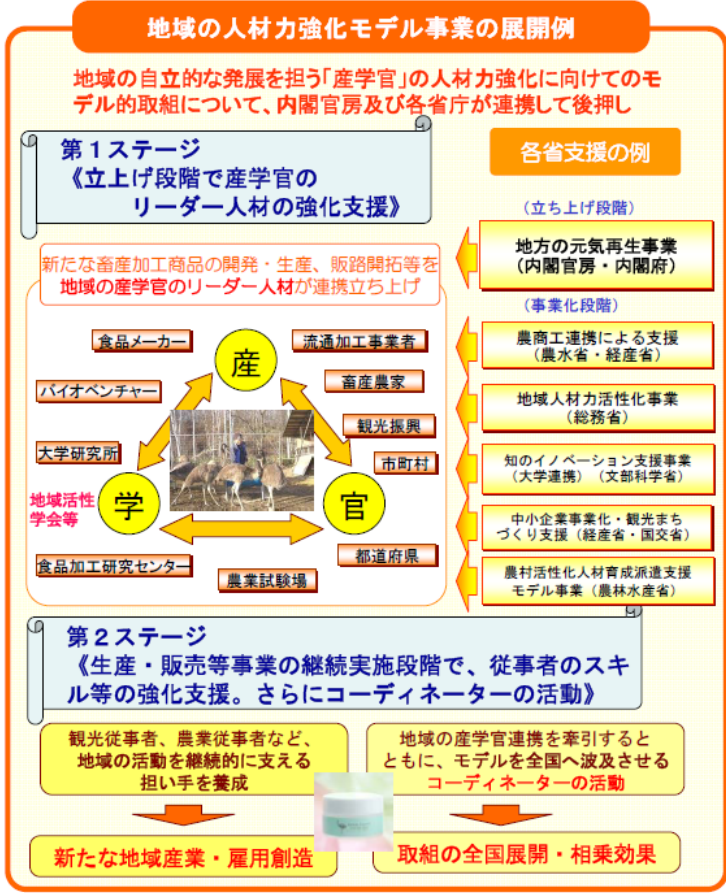 地域の人材力強化モデル事業の展開例
地域の自立的な発展を担う「産学官」の人材力強化に向けてのモ
デル的取組について、内閣官房及び各省庁が連携して後押し
第１ステージ
《立上げ段階で産学官の
リーダー人材の強化支援》
各省支援の例
（立ち上げ段階）
地方の元気再生事業
（内閣官房・内閣府）
新たな畜産加工商品の開発・生産、販路開拓等を
地域の産学官のリーダー人材が連携立ち上げ
（事業化段階）
農商工連携による支援
（農水省・経産省）
地域人材力活性化事業
（総務省）
知のイノベーション支援事業
（大学連携）（文部科学省）
中小企業事業化・観光まち
づくり支援（経産省・国交省）
農村活性化人材育成派遣支援
モデル事業（農林水産省）
食品メーカー
産
流通加工事業者
バイオベンチャー
畜産農家
観光振興
大学研究所
市町村
地域活性
学会等
学
官
食品加工研究センター
農業試験場
都道府県
第２ステージ
《生産・販売等事業の継続実施段階で、従事者のスキ
ル等の強化支援。さらにコーディネーターの活動》
観光従事者、農業従事者など、
地域の活動を継続的に支える
担い手を養成
地域の産学官連携を牽引すると
ともに、モデルを全国へ波及させる
コーディネーターの活動
新たな地域産業・雇用創造
取組の全国展開・相乗効果